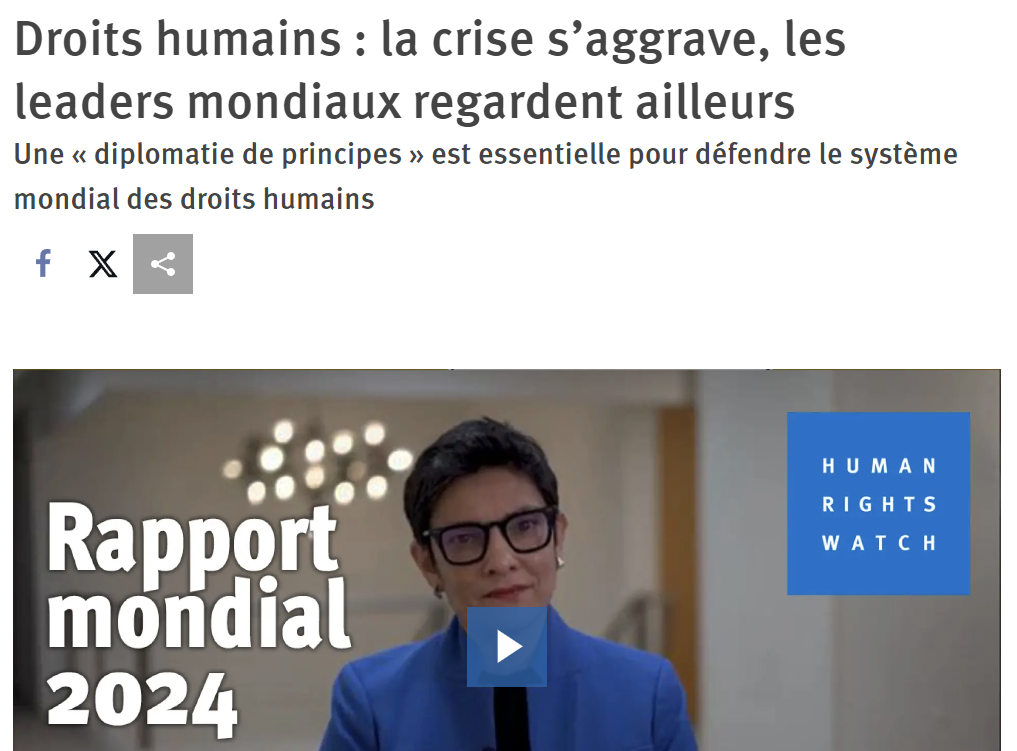 Droits humains : la crise s’aggrave, les
leaders mondiaux regardent ailleurs
Une « diplomatie de principes » est essentielle pour défendre le système
mondial des droits humains
Rapport
mondial
2024
HUMAN
RIGHTS
WATCH